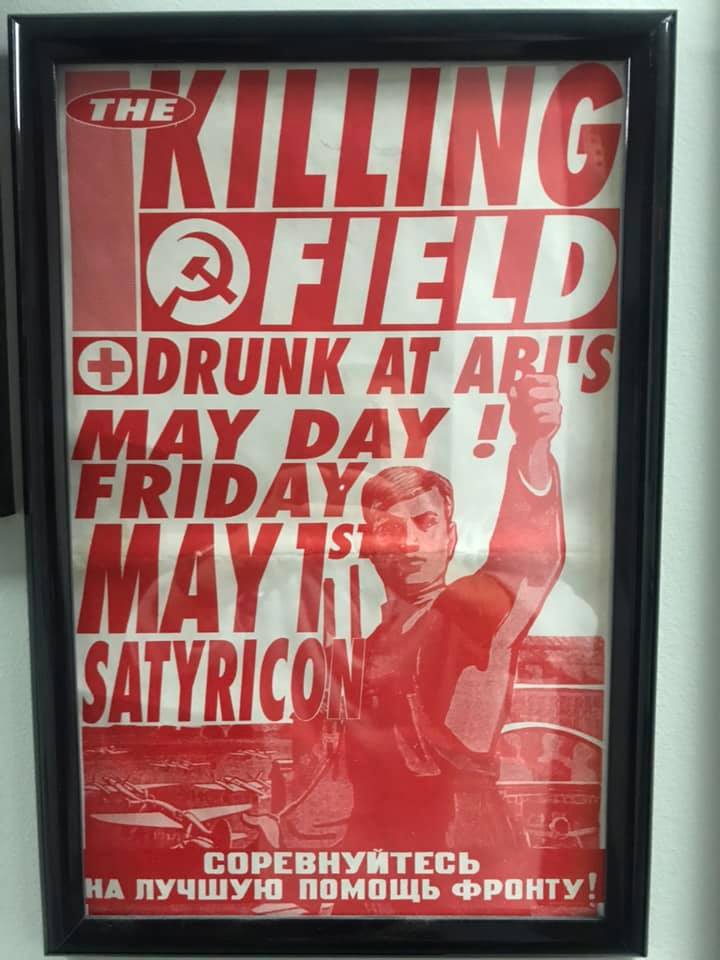 THE
KILLING
FIELD
DRUNK AT ABI'S
MAY DAY !
FRIDAY
MAY 1ST
SATYRICON
СОРЕВНУЙТЕСЬ
НА ЛУЧШУЮ ПОМОЩЬ ФРОНТУ!